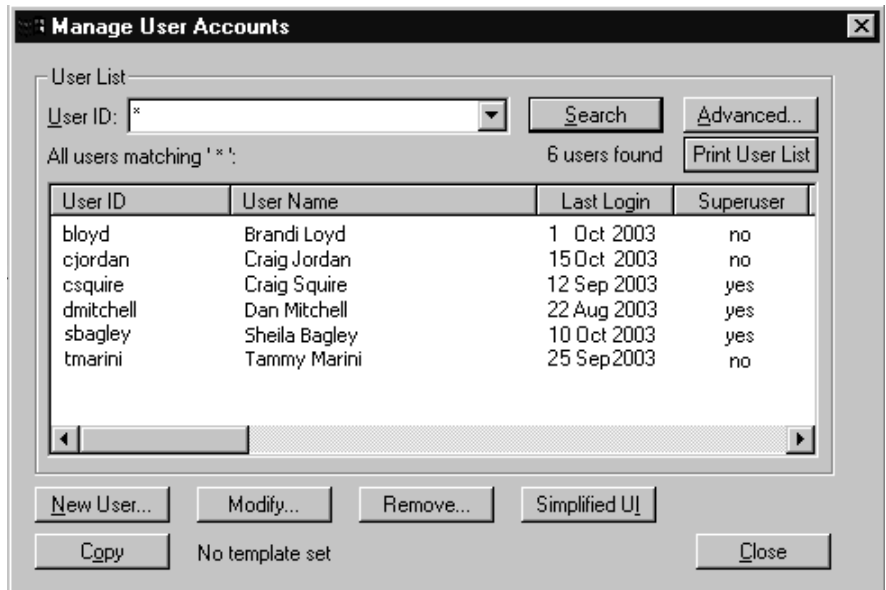 Manage User Accounts
User List
User ID: * Search Advanced...
All users matching ' * ': 6 users found Print User List
User ID User Name Last Login Superuser
bloyd Brandi Loyd 1 Oct 2003 no
cjordan Craig Jordan 15 Oct 2003 no
csquire Craig Squire 12 Sep 2003 yes
dmitchell Dan Mitchell 22 Aug 2003 yes
sbagley Sheila Bagley 10 Oct 2003 yes
tmarini Tammy Marini 25 Sep 2003 no
New User... Modify... Remove... Simplified UI
Copy No template set Close